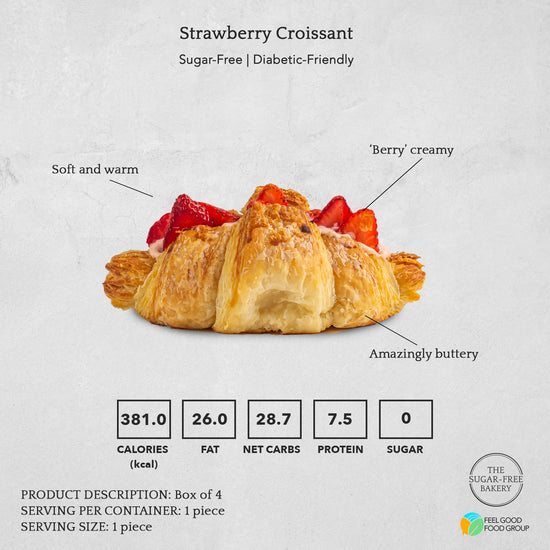 Strawberry Croissant
Sugar-Free | Diabetic-Friendly
'Berry' creamy
Soft and warm
Amazingly buttery
381.0 26.0 28.7 7.5 0
CALORIES FAT NET CARBS PROTEIN SUGAR
(kcal)
THE
SUGAR-FREE
BAKERY
PRODUCT DESCRIPTION: Box of 4
SERVING PER CONTAINER: 1 piece
SERVING SIZE: 1 piece
FEEL GOOD
FOOD GROUP